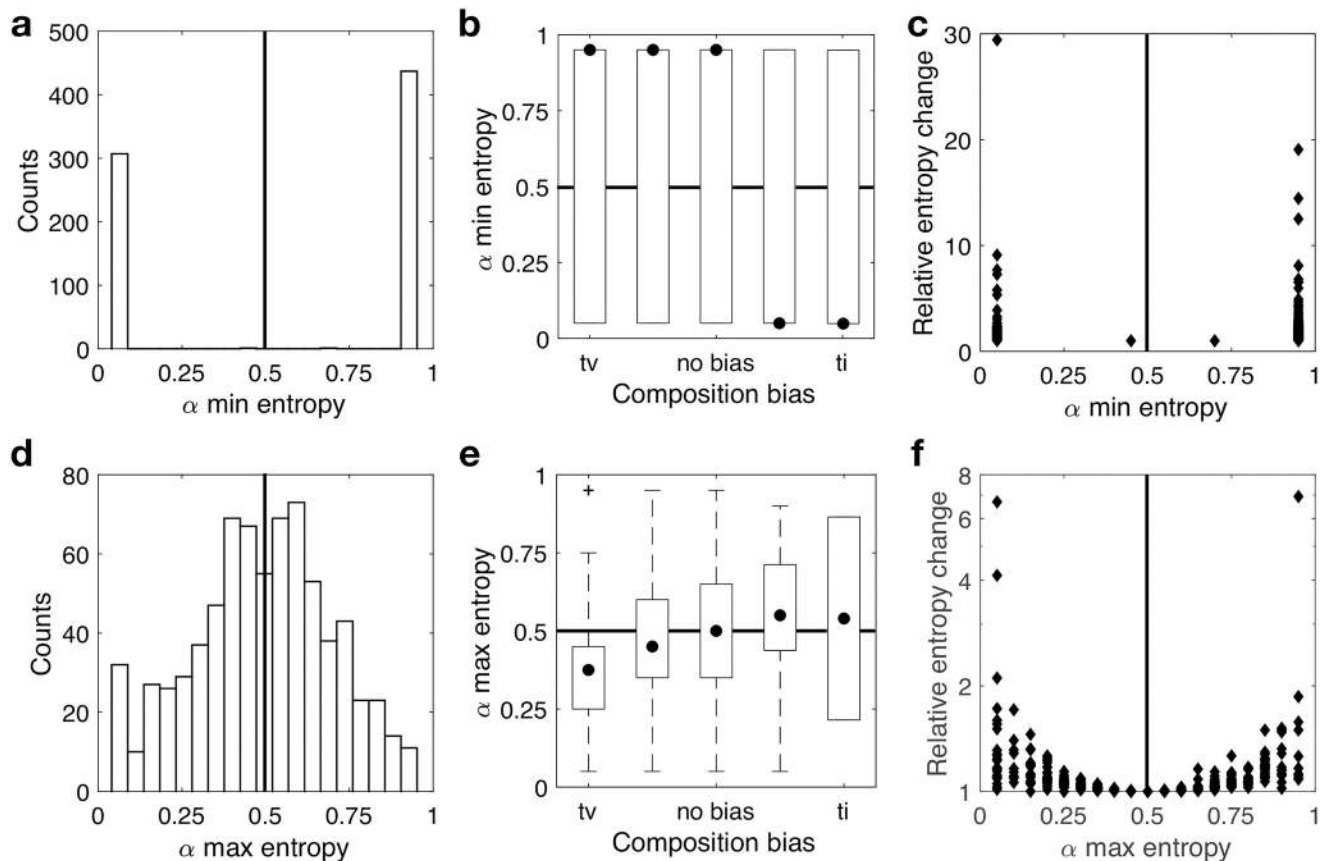 a
500
400
300
200
100
0
Counts
0 0.25 0.5 0.75 1
α min entropy
b
1
0.75
0.5
0.25
0
α min entropy
tv no bias ti
Composition bias
c
30
20
10
0
Relative entropy change
0 0.25 0.5 0.75 1
α min entropy
d
80
60
40
20
0
Counts
0 0.25 0.5 0.75 1
α max entropy
e
1
0.75
0.5
0.25
0
α max entropy
tv no bias ti
Composition bias
f
8
6
4
2
1
Relative entropy change
0 0.25 0.5 0.75 1
α max entropy